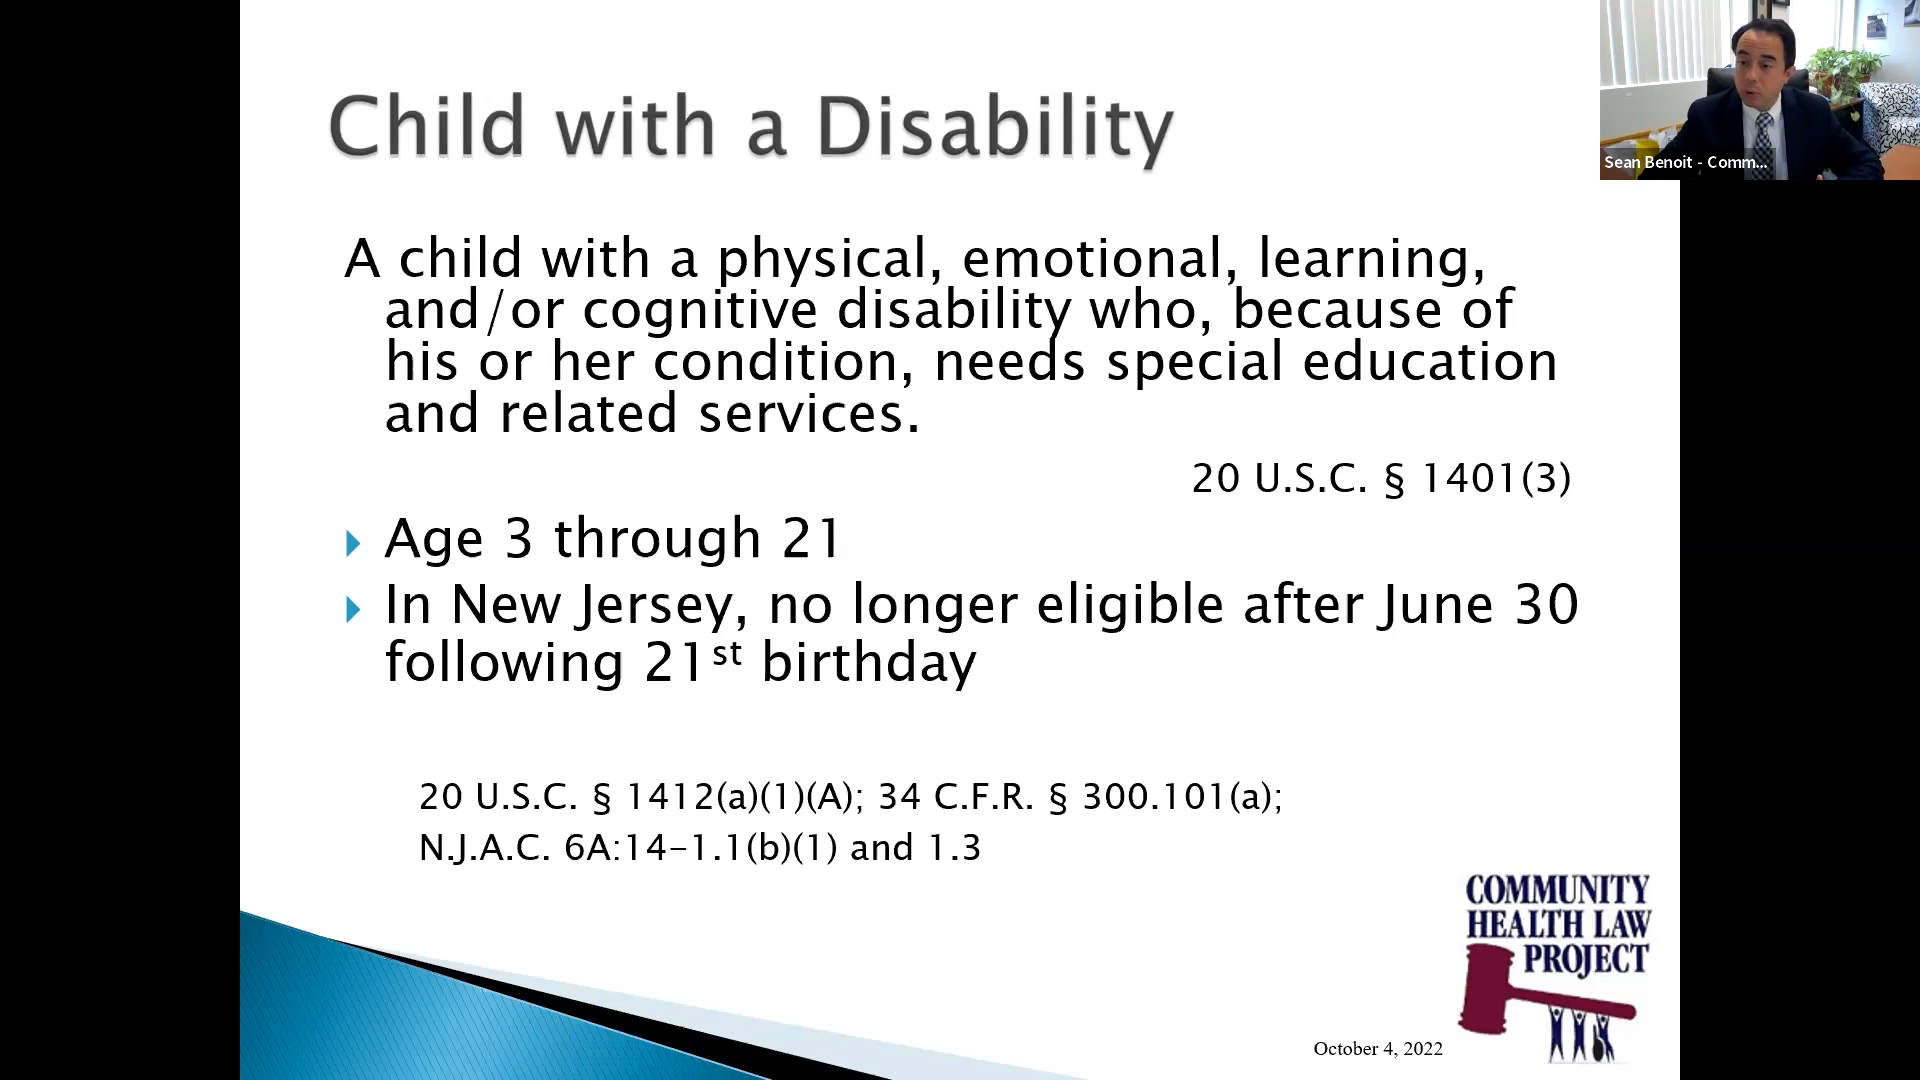 Child with a Disability
Sean Benoit - Comm...
A child with a physical, emotional, learning,
and/or cognitive disability who, because of
his or her condition, needs special education
and related services.
20 U.S.C. § 1401(3)
Age 3 through 21
In New Jersey, no longer eligible after June 30
following 21st birthday
20 U.S.C. § 1412(a)(1)(A); 34 C.F.R. § 300.101(a);
N.J.A.C. 6A:14-1.1(b)(1) and 1.3
COMMUNITY
HEALTH LAW
PROJECT
October 4, 2022